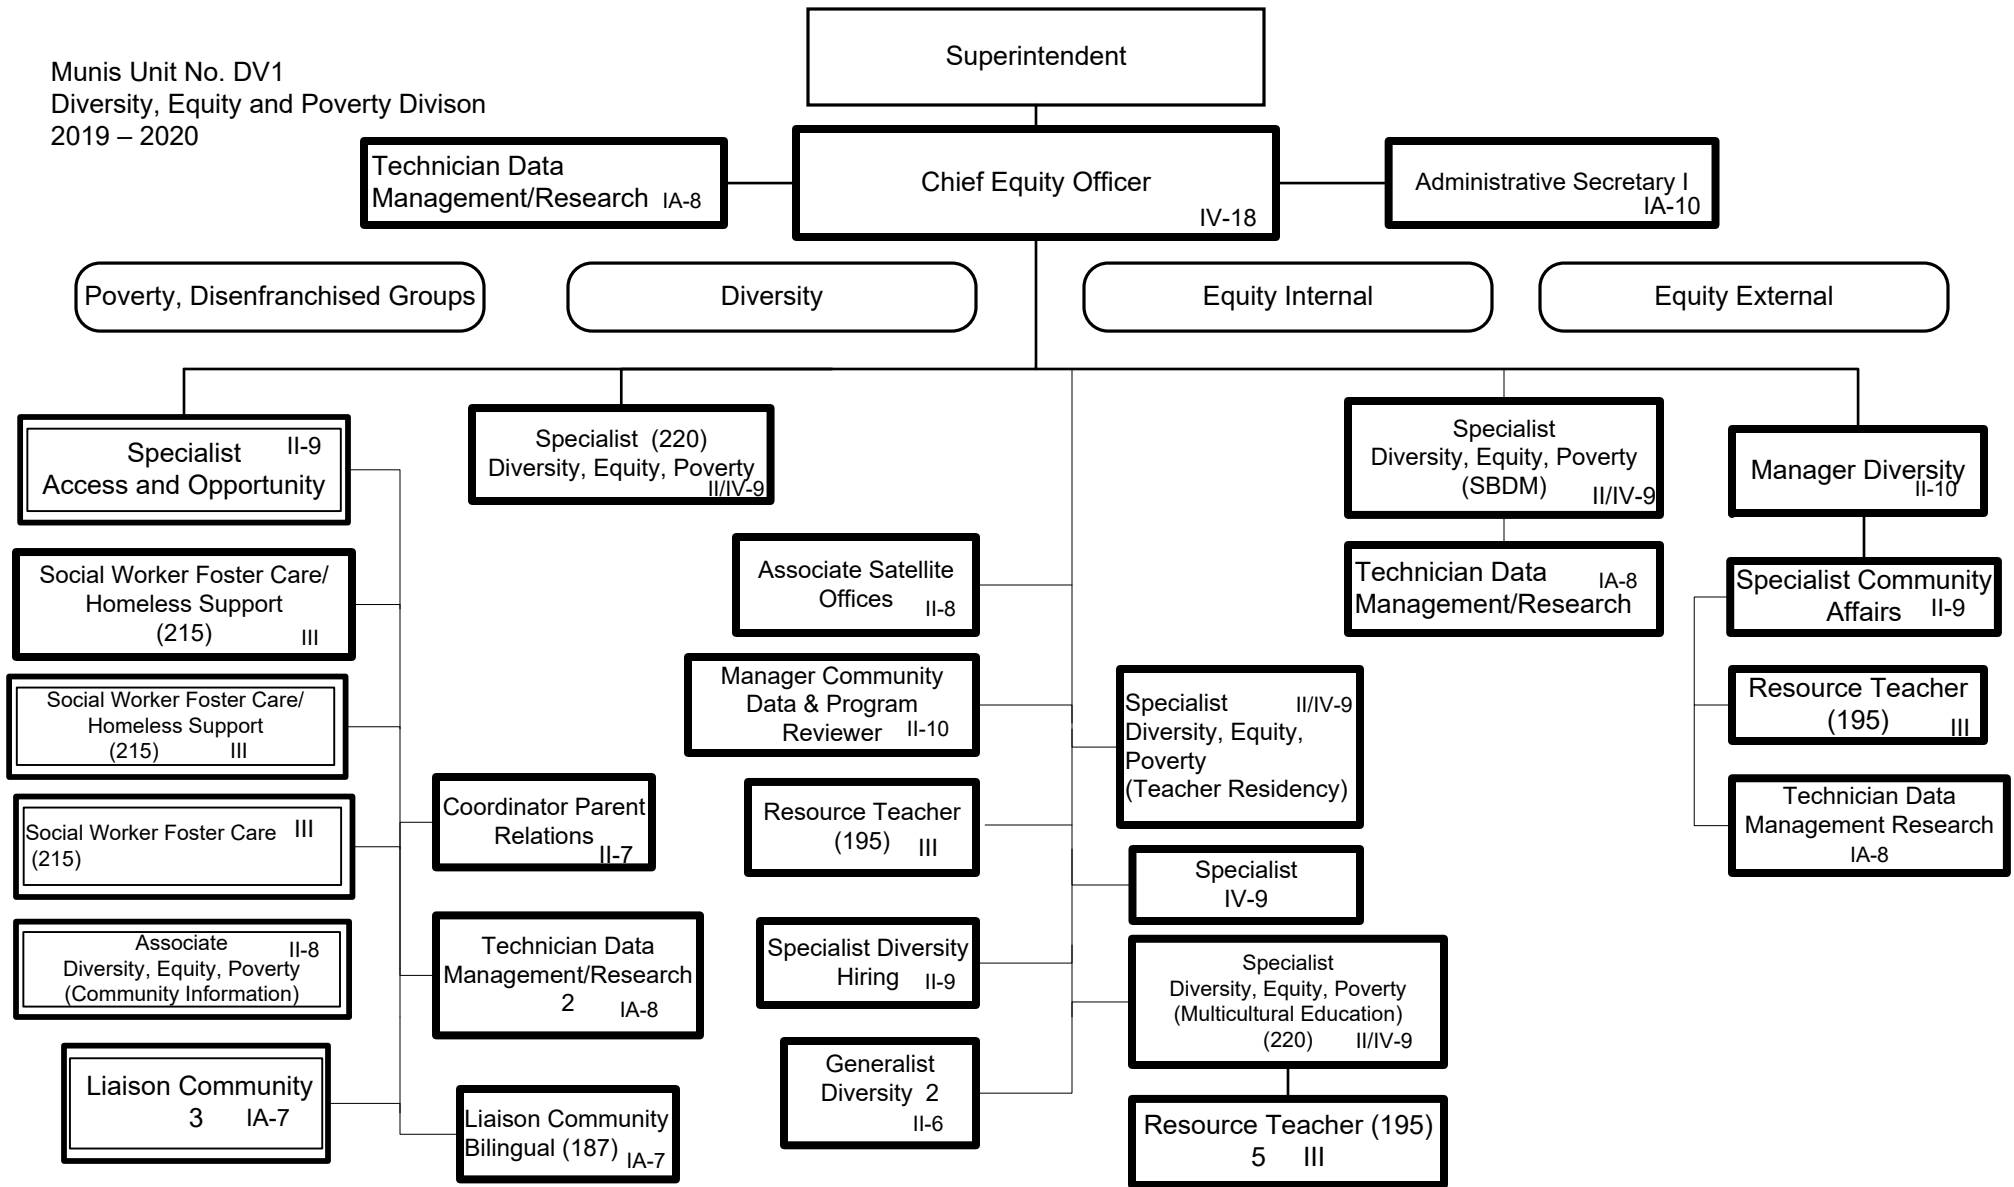 Superintendent
Munis Unit No. DV1
Diversity, Equity and Poverty Divison
2019 – 2020
Technician Data
Management/Research IA-8
Chief Equity Officer
IV-18
Administrative Secretary I
IA-10
Poverty, Disenfranchised Groups
Diversity
Equity Internal
Equity External
Specialist II-9
Access and Opportunity
Social Worker Foster Care/
Homeless Support
(215) III
Social Worker Foster Care/
Homeless Support
(215) III
Social Worker Foster Care III
(215)
Associate II-8
Diversity, Equity, Poverty
(Community Information)
Liaison Community
3 IA-7
Coordinator Parent
Relations
II-7
Technician Data
Management/Research
2 IA-8
Liaison Community
Bilingual (187) IA-7
Specialist (220)
Diversity, Equity, Poverty
II/IV-9
Associate Satellite
Offices II-8
Manager Community
Data & Program
Reviewer II-10
Resource Teacher
(195) III
Specialist Diversity
Hiring II-9
Generalist
Diversity 2
II-6
Specialist II/IV-9
Diversity, Equity,
Poverty
(Teacher Residency)
Specialist
IV-9
Specialist
Diversity, Equity, Poverty
(Multicultural Education)
(220) II/IV-9
Resource Teacher (195)
5 III
Specialist
Diversity, Equity, Poverty
(SBDM) II/IV-9
Technician Data IA-8
Management/Research
Manager Diversity
II-10
Specialist Community
Affairs II-9
Resource Teacher
(195) III
Technician Data
Management Research
IA-8